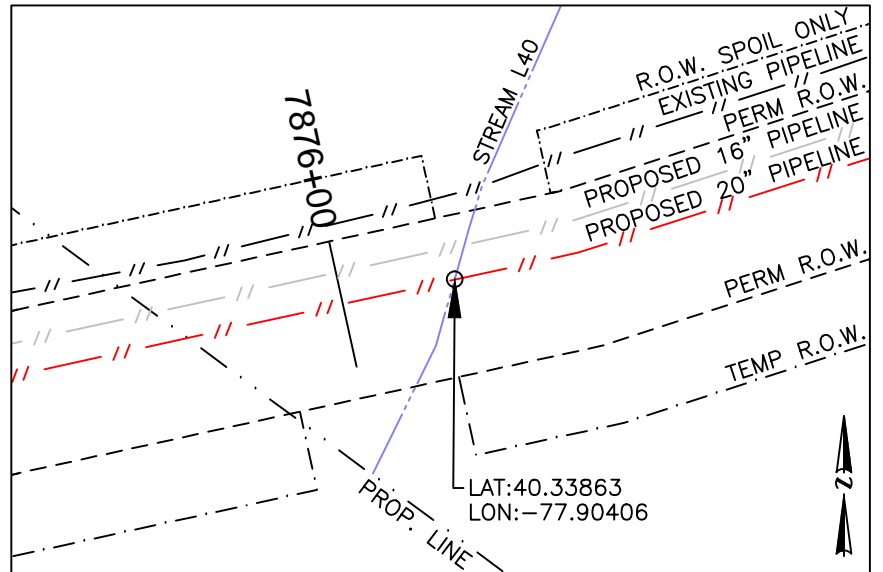 R.O.W. SPOIL ONLY
EXISTING PIPELINE
PERM R.O.W.
PROPOSED 16" PIPELINE
PROPOSED 20" PIPELINE
STREAM L40
7876+00
PERM R.O.W.
TEMP R.O.W.
LAT:40.33863
LON:-77.90406
PROP. LINE
N